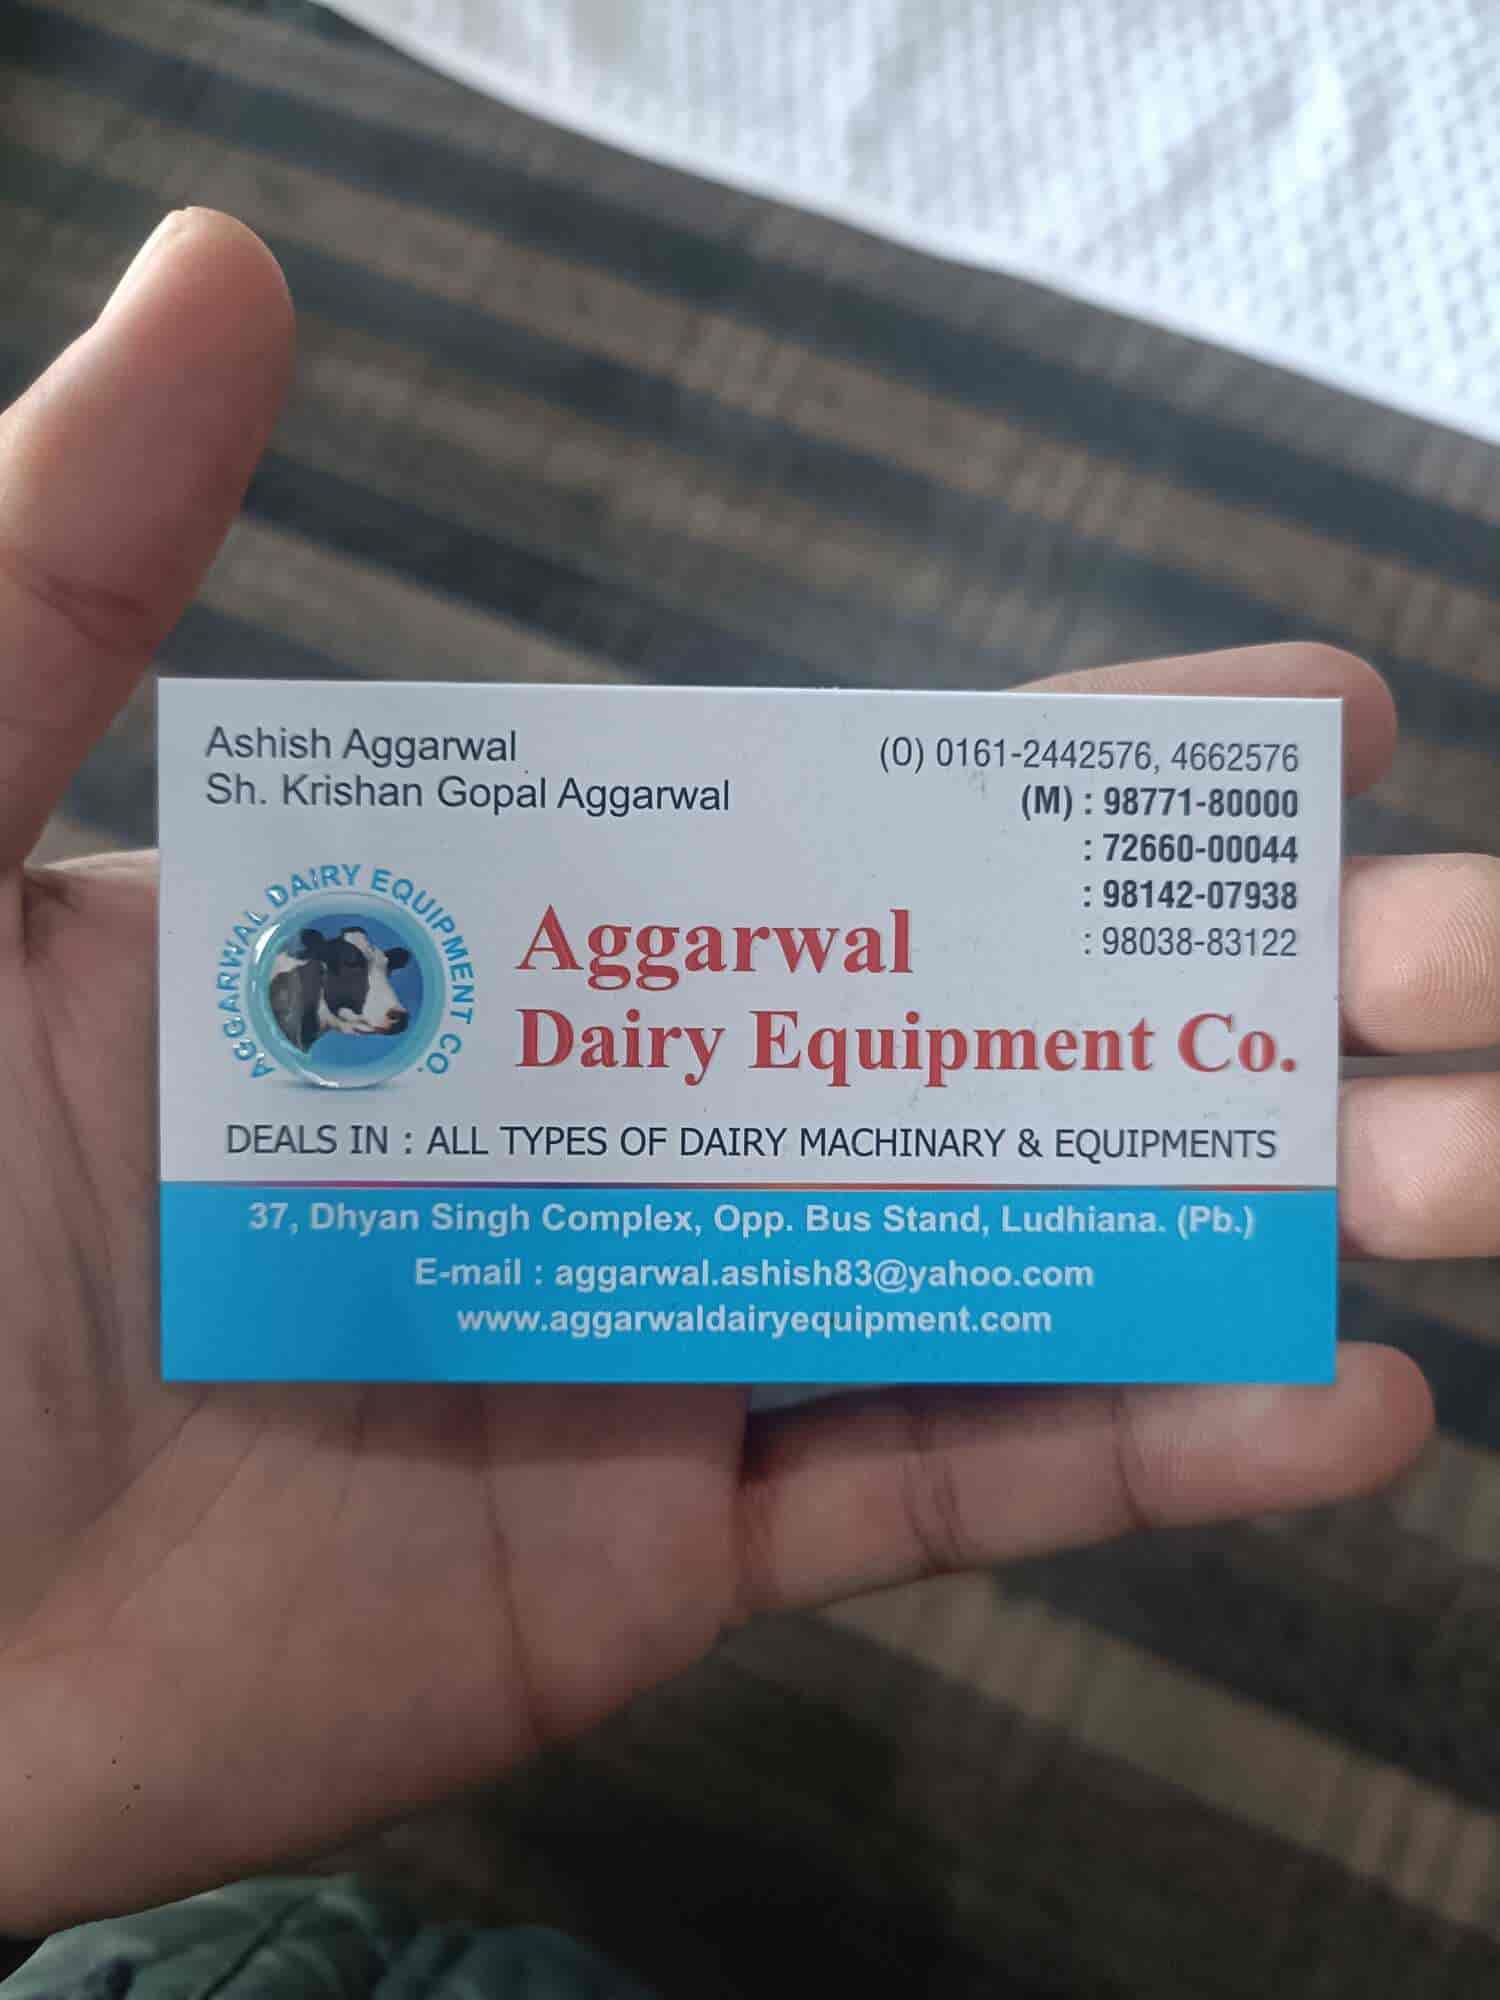 Ashish Aggarwal
Sh. Krishan Gopal Aggarwal
(O) 0161-2442576, 4662576
(M) : 98771-80000
: 72660-00044
: 98142-07938
: 98038-83122
AGGARWAL DAIRY EQUIPMENT CO.
Aggarwal
Dairy Equipment Co.
DEALS IN : ALL TYPES OF DAIRY MACHINARY & EQUIPMENTS
37, Dhyan Singh Complex, Opp. Bus Stand, Ludhiana. (Pb.)
E-mail : aggarwal.ashish83@yahoo.com
www.aggarwaldairyequipment.com